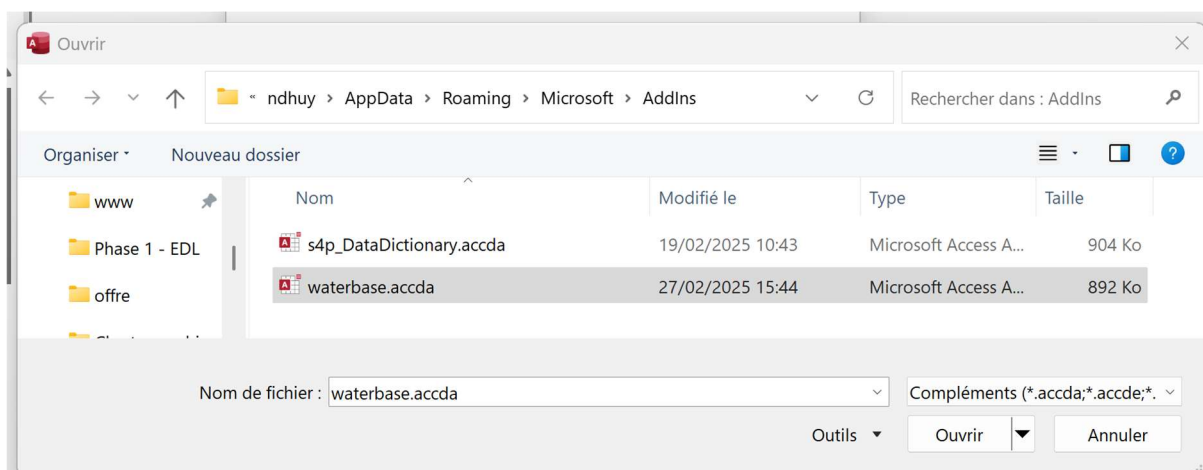 Ouvrir
« ndhuy > AppData > Roaming > Microsoft > AddIns
Rechercher dans : AddIns
Organiser
Nouveau dossier
www
Phase 1 - EDL
offre
Nom Modifié le Type Taille
s4p_DataDictionary.accda 19/02/2025 10:43 Microsoft Access A... 904 Ko
waterbase.accda 27/02/2025 15:44 Microsoft Access A... 892 Ko
Nom de fichier : waterbase.accda
Compléments (*.accda;*.accde;*.
Outils
Ouvrir
Annuler